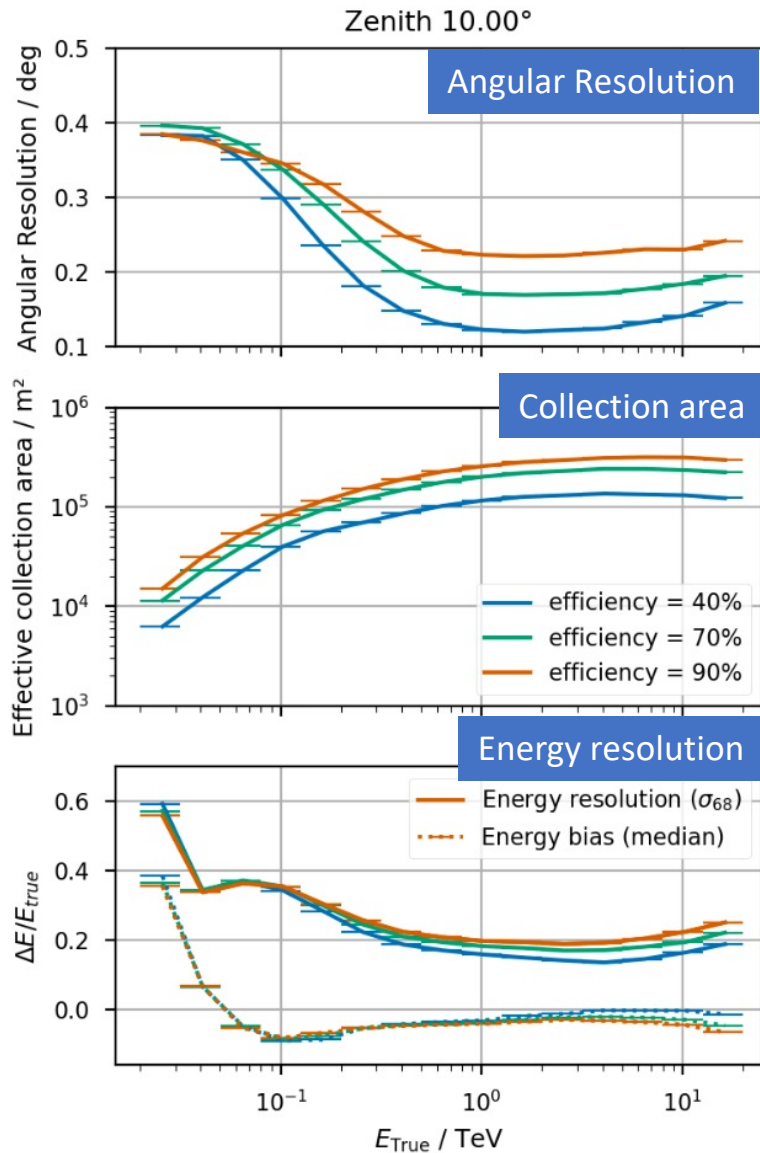 Zenith 10.00°
Angular Resolution
Angular Resolution / deg
0.5
0.4
0.3
0.2
0.1
Collection area
Effective collection area / m²
10⁶
10⁵
10⁴
10³
efficiency = 40%
efficiency = 70%
efficiency = 90%
Energy resolution
Energy resolution (σ₆₈)
Energy bias (median)
ΔE/E_true
0.6
0.4
0.2
0.0
10⁻¹
10⁰
10¹
E_True / TeV